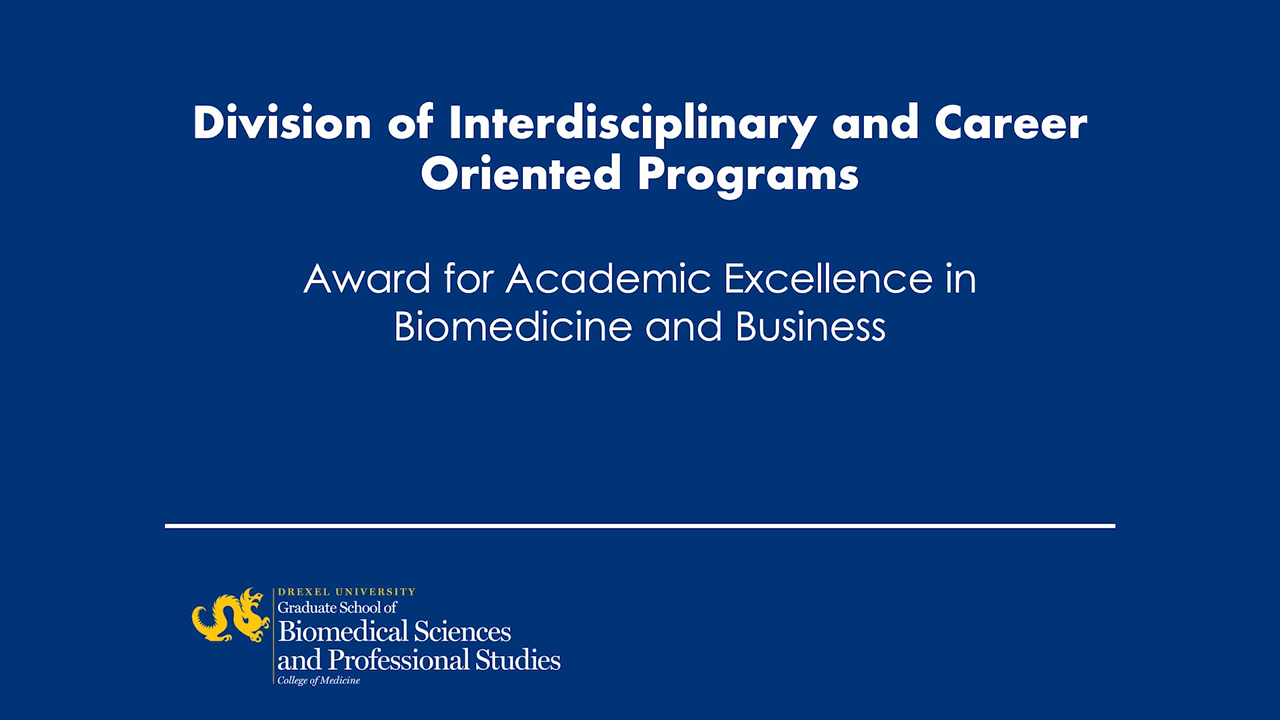 Division of Interdisciplinary and Career
Oriented Programs
Award for Academic Excellence in
Biomedicine and Business
DREXEL UNIVERSITY
Graduate School of
Biomedical Sciences
and Professional Studies
College of Medicine